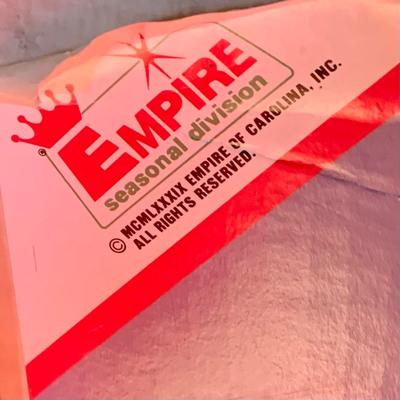 EMPIRE
seasonal division
® 
© MCMLXXXIX EMPIRE OF CAROLINA, INC.
ALL RIGHTS RESERVED.